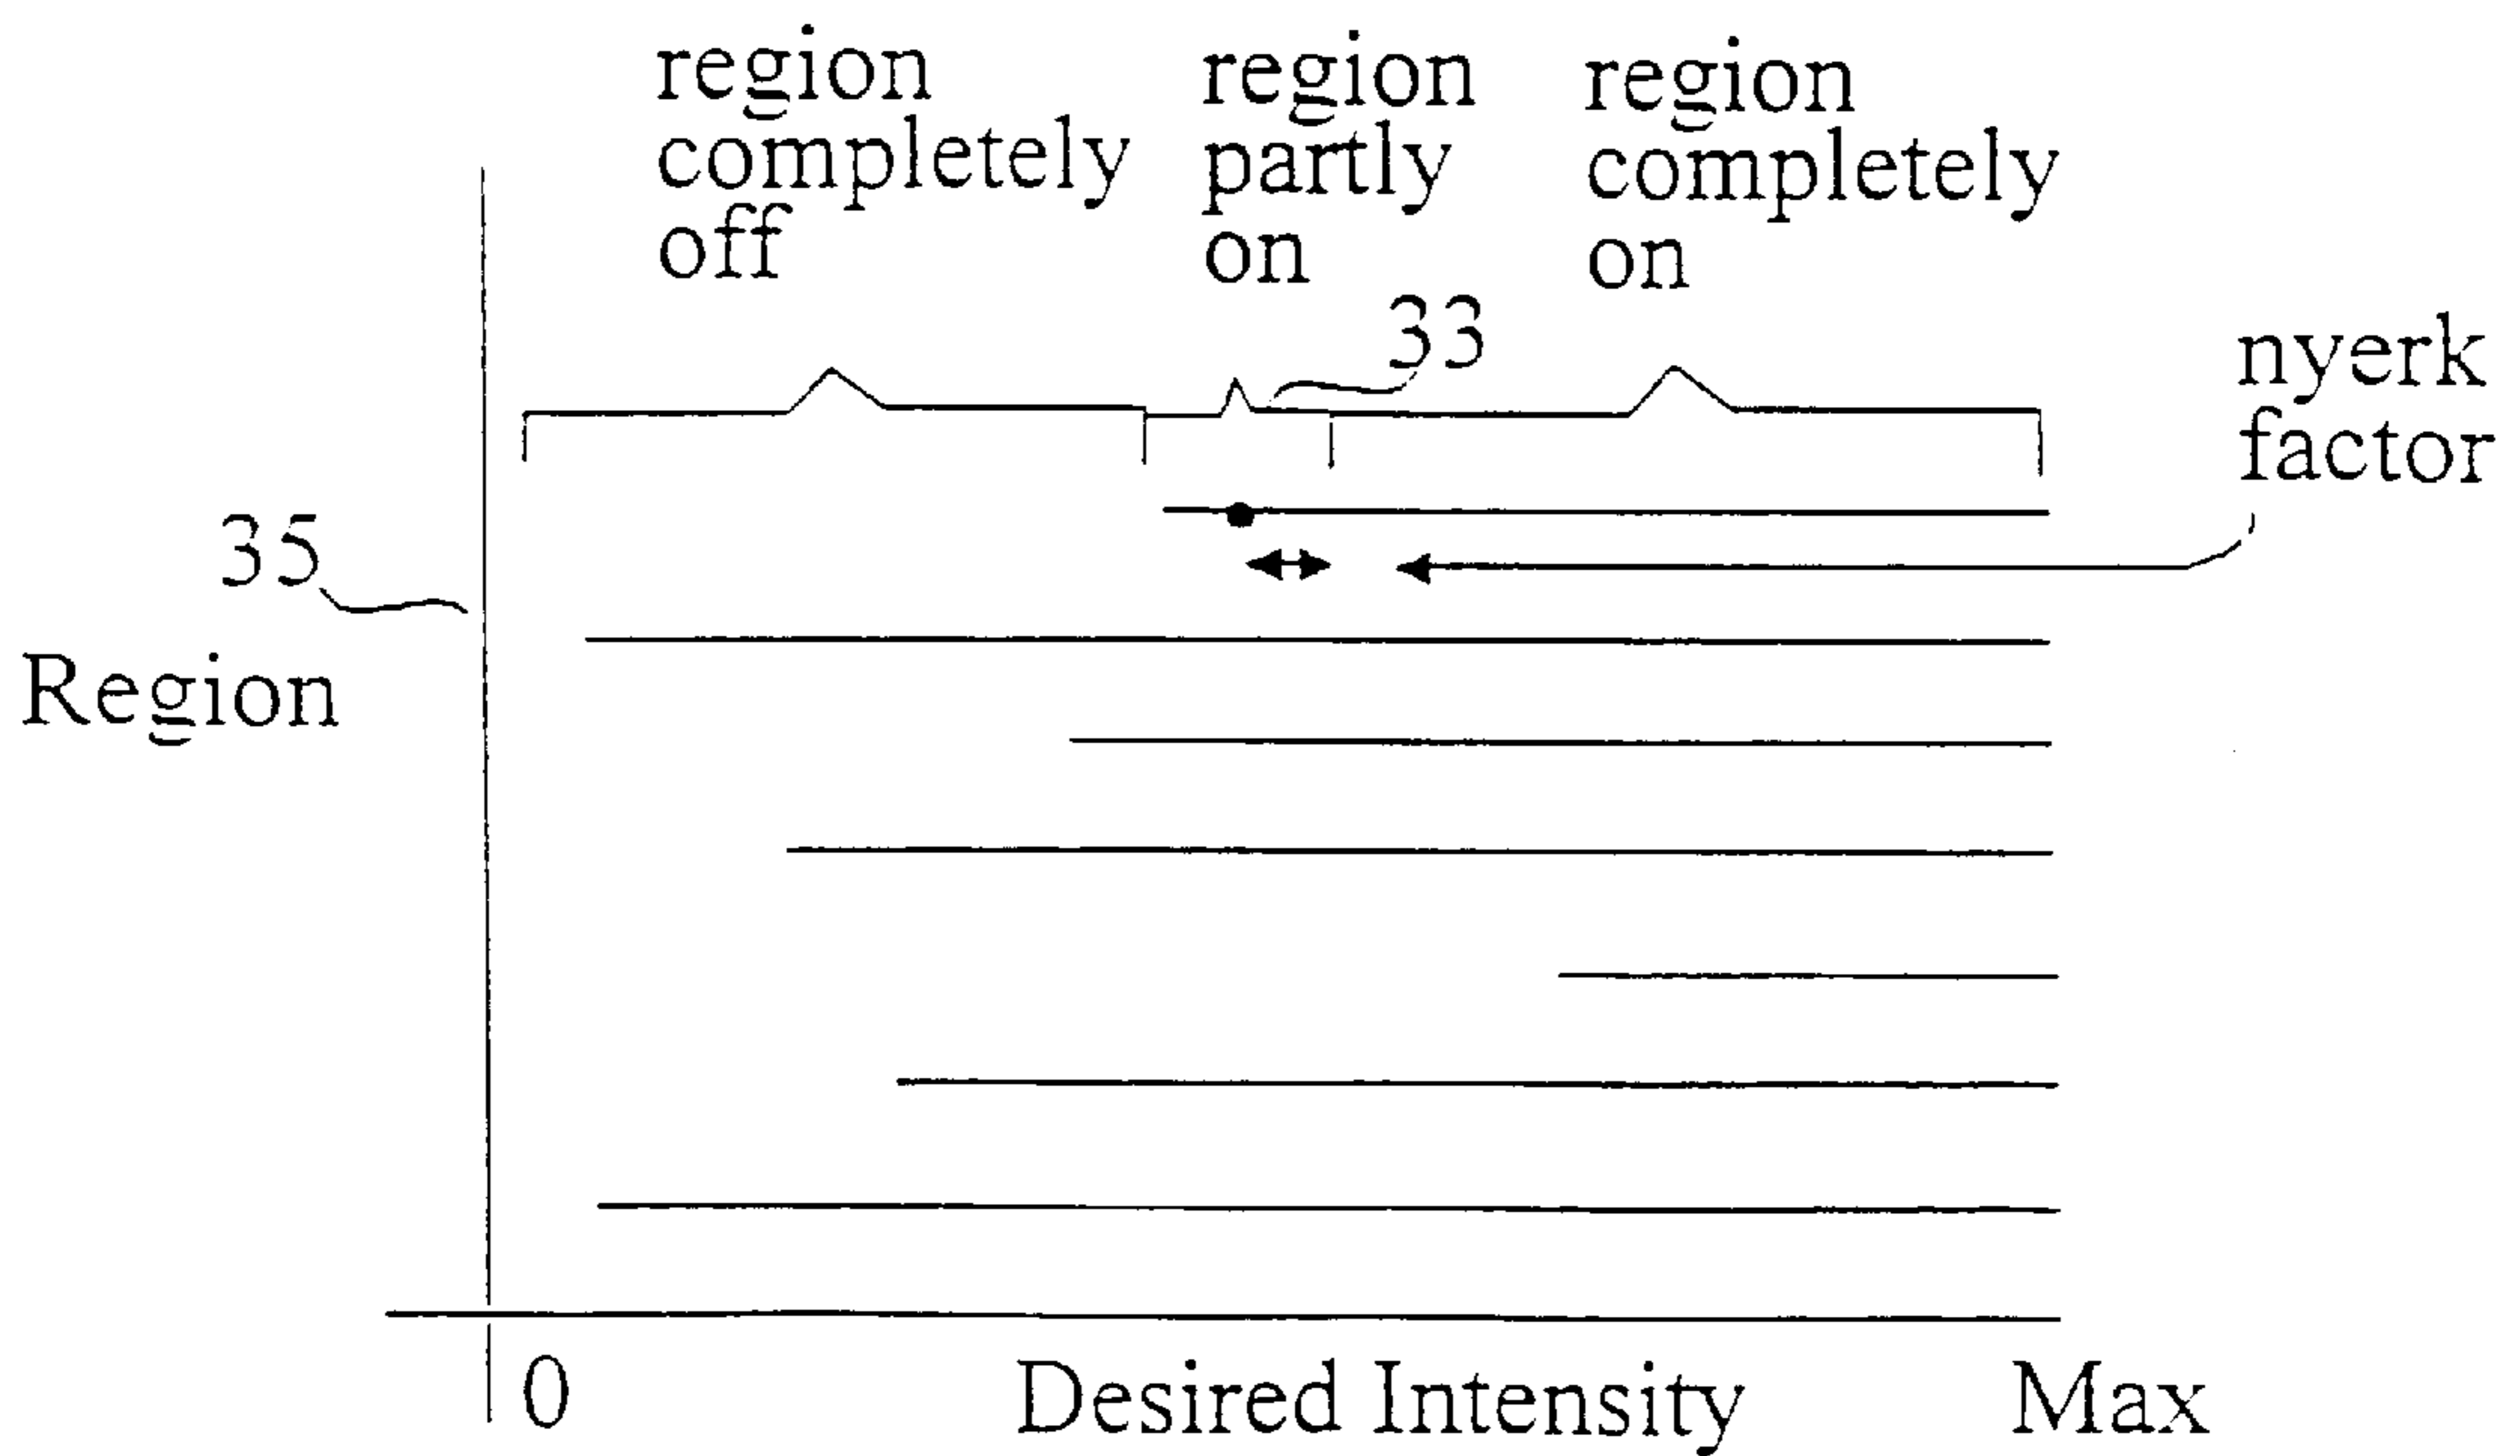 region
completely
off
region
partly
on
region
completely
on
33
nyerk
factor
35
Region
0
Desired Intensity
Max